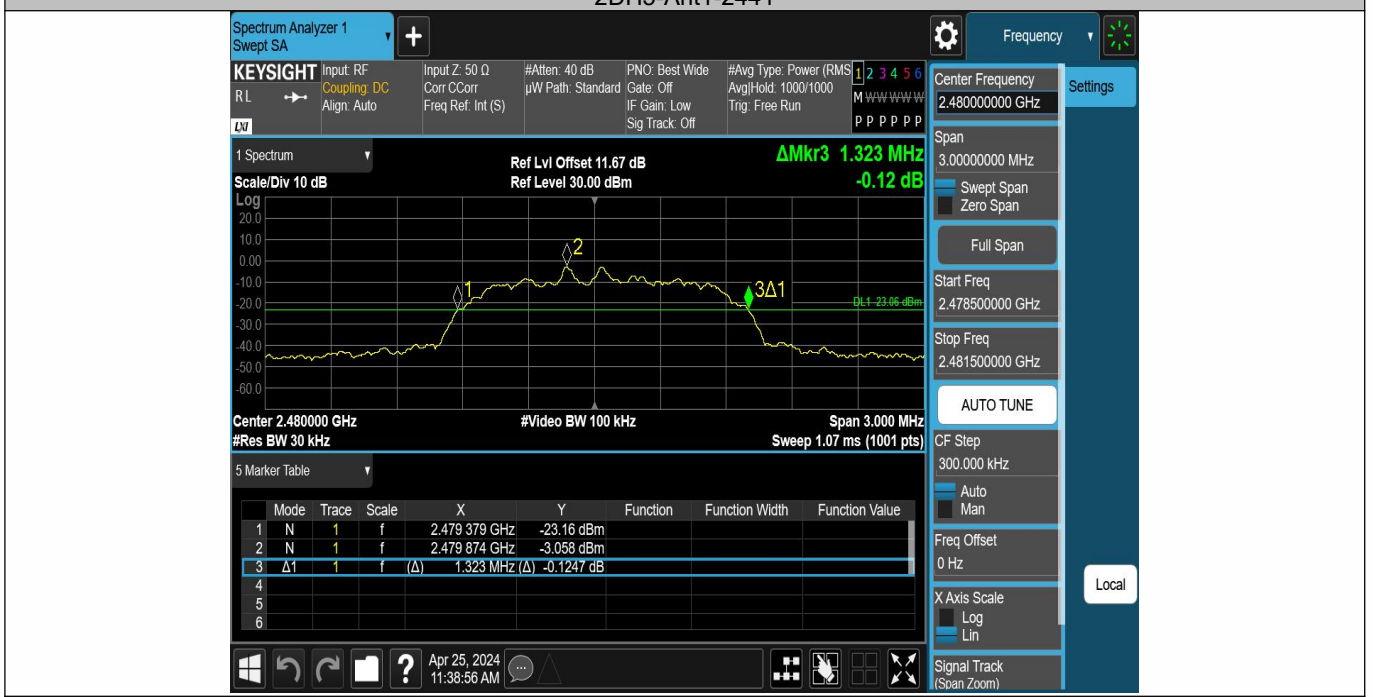 2DH5-Ant1-2441
Spectrum Analyzer 1
Swept SA
Frequency
KEYSIGHT
RL
LXI
Input: RF
Coupling: DC
Align: Auto
Input Z: 50 Ω
Corr CCorr
Freq Ref: Int (S)
#Atten: 40 dB
µW Path: Standard
PNO: Best Wide
Gate: Off
IF Gain: Low
Sig Track: Off
#Avg Type: Power (RMS
Avg|Hold: 1000/1000
Trig: Free Run
1 2 3 4 5 6
M W W W W W
P P P P P P
1 Spectrum
Scale/Div 10 dB
Ref Lvl Offset 11.67 dB
Ref Level 30.00 dBm
ΔMkr3 1.323 MHz
-0.12 dB
Log
20.0
10.0
0.00
-10.0
-20.0
-30.0
-40.0
-50.0
-60.0
1
2
3Δ1
DL1 -23.06 dBm
Center 2.480000 GHz
#Video BW 100 kHz
Span 3.000 MHz
#Res BW 30 kHz
Sweep 1.07 ms (1001 pts)
5 Marker Table
Mode Trace Scale X Y Function Function Width Function Value
1 N 1 f 2.479 379 GHz -23.16 dBm
2 N 1 f 2.479 874 GHz -3.058 dBm
3 Δ1 1 f (Δ) 1.323 MHz (Δ) -0.1247 dB
4
5
6
?
Apr 25, 2024
11:38:56 AM
Center Frequency
2.480000000 GHz
Settings
Span
3.00000000 MHz
Swept Span
Zero Span
Full Span
Start Freq
2.478500000 GHz
Stop Freq
2.481500000 GHz
AUTO TUNE
CF Step
300.000 kHz
Auto
Man
Freq Offset
0 Hz
X Axis Scale
Log
Lin
Local
Signal Track
(Span Zoom)